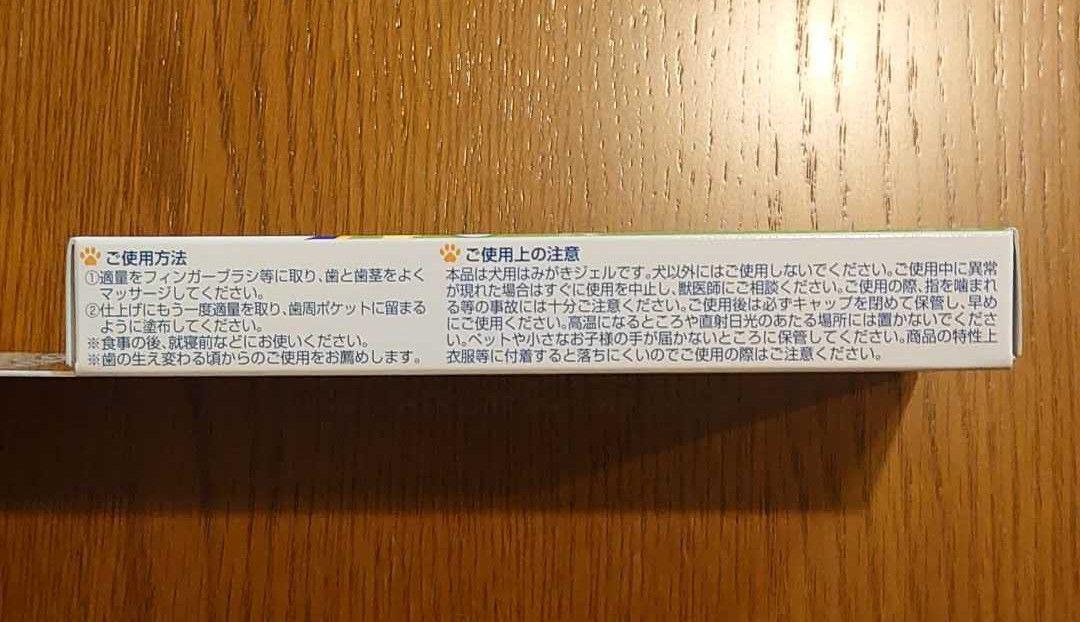 ご使用方法
①適量をフィンガーブラシ等に取り、歯と歯茎をよく
マッサージしてください。
②仕上げにもう一度適量を取り、歯周ポケットに留まる
ように塗布してください。
※食事の後、就寝前などにお使いください。
※歯の生え変わる頃からのご使用をお薦めします。
ご使用上の注意
本品は犬用はみがきジェルです。犬以外にはご使用しないでください。ご使用中に異常
が現れた場合はすぐに使用を中止し、獣医師にご相談ください。ご使用の際、指を噛まれ
る等の事故には十分ご注意ください。ご使用後は必ずキャップを閉めて保管し、早め
にご使用ください。高温になるところや直射日光のあたる場所には置かないでくださ
い。ペットや小さなお子様の手が届かないところに保管してください。商品の特性上
衣服等に付着すると落ちにくいのでご使用の際はご注意ください。